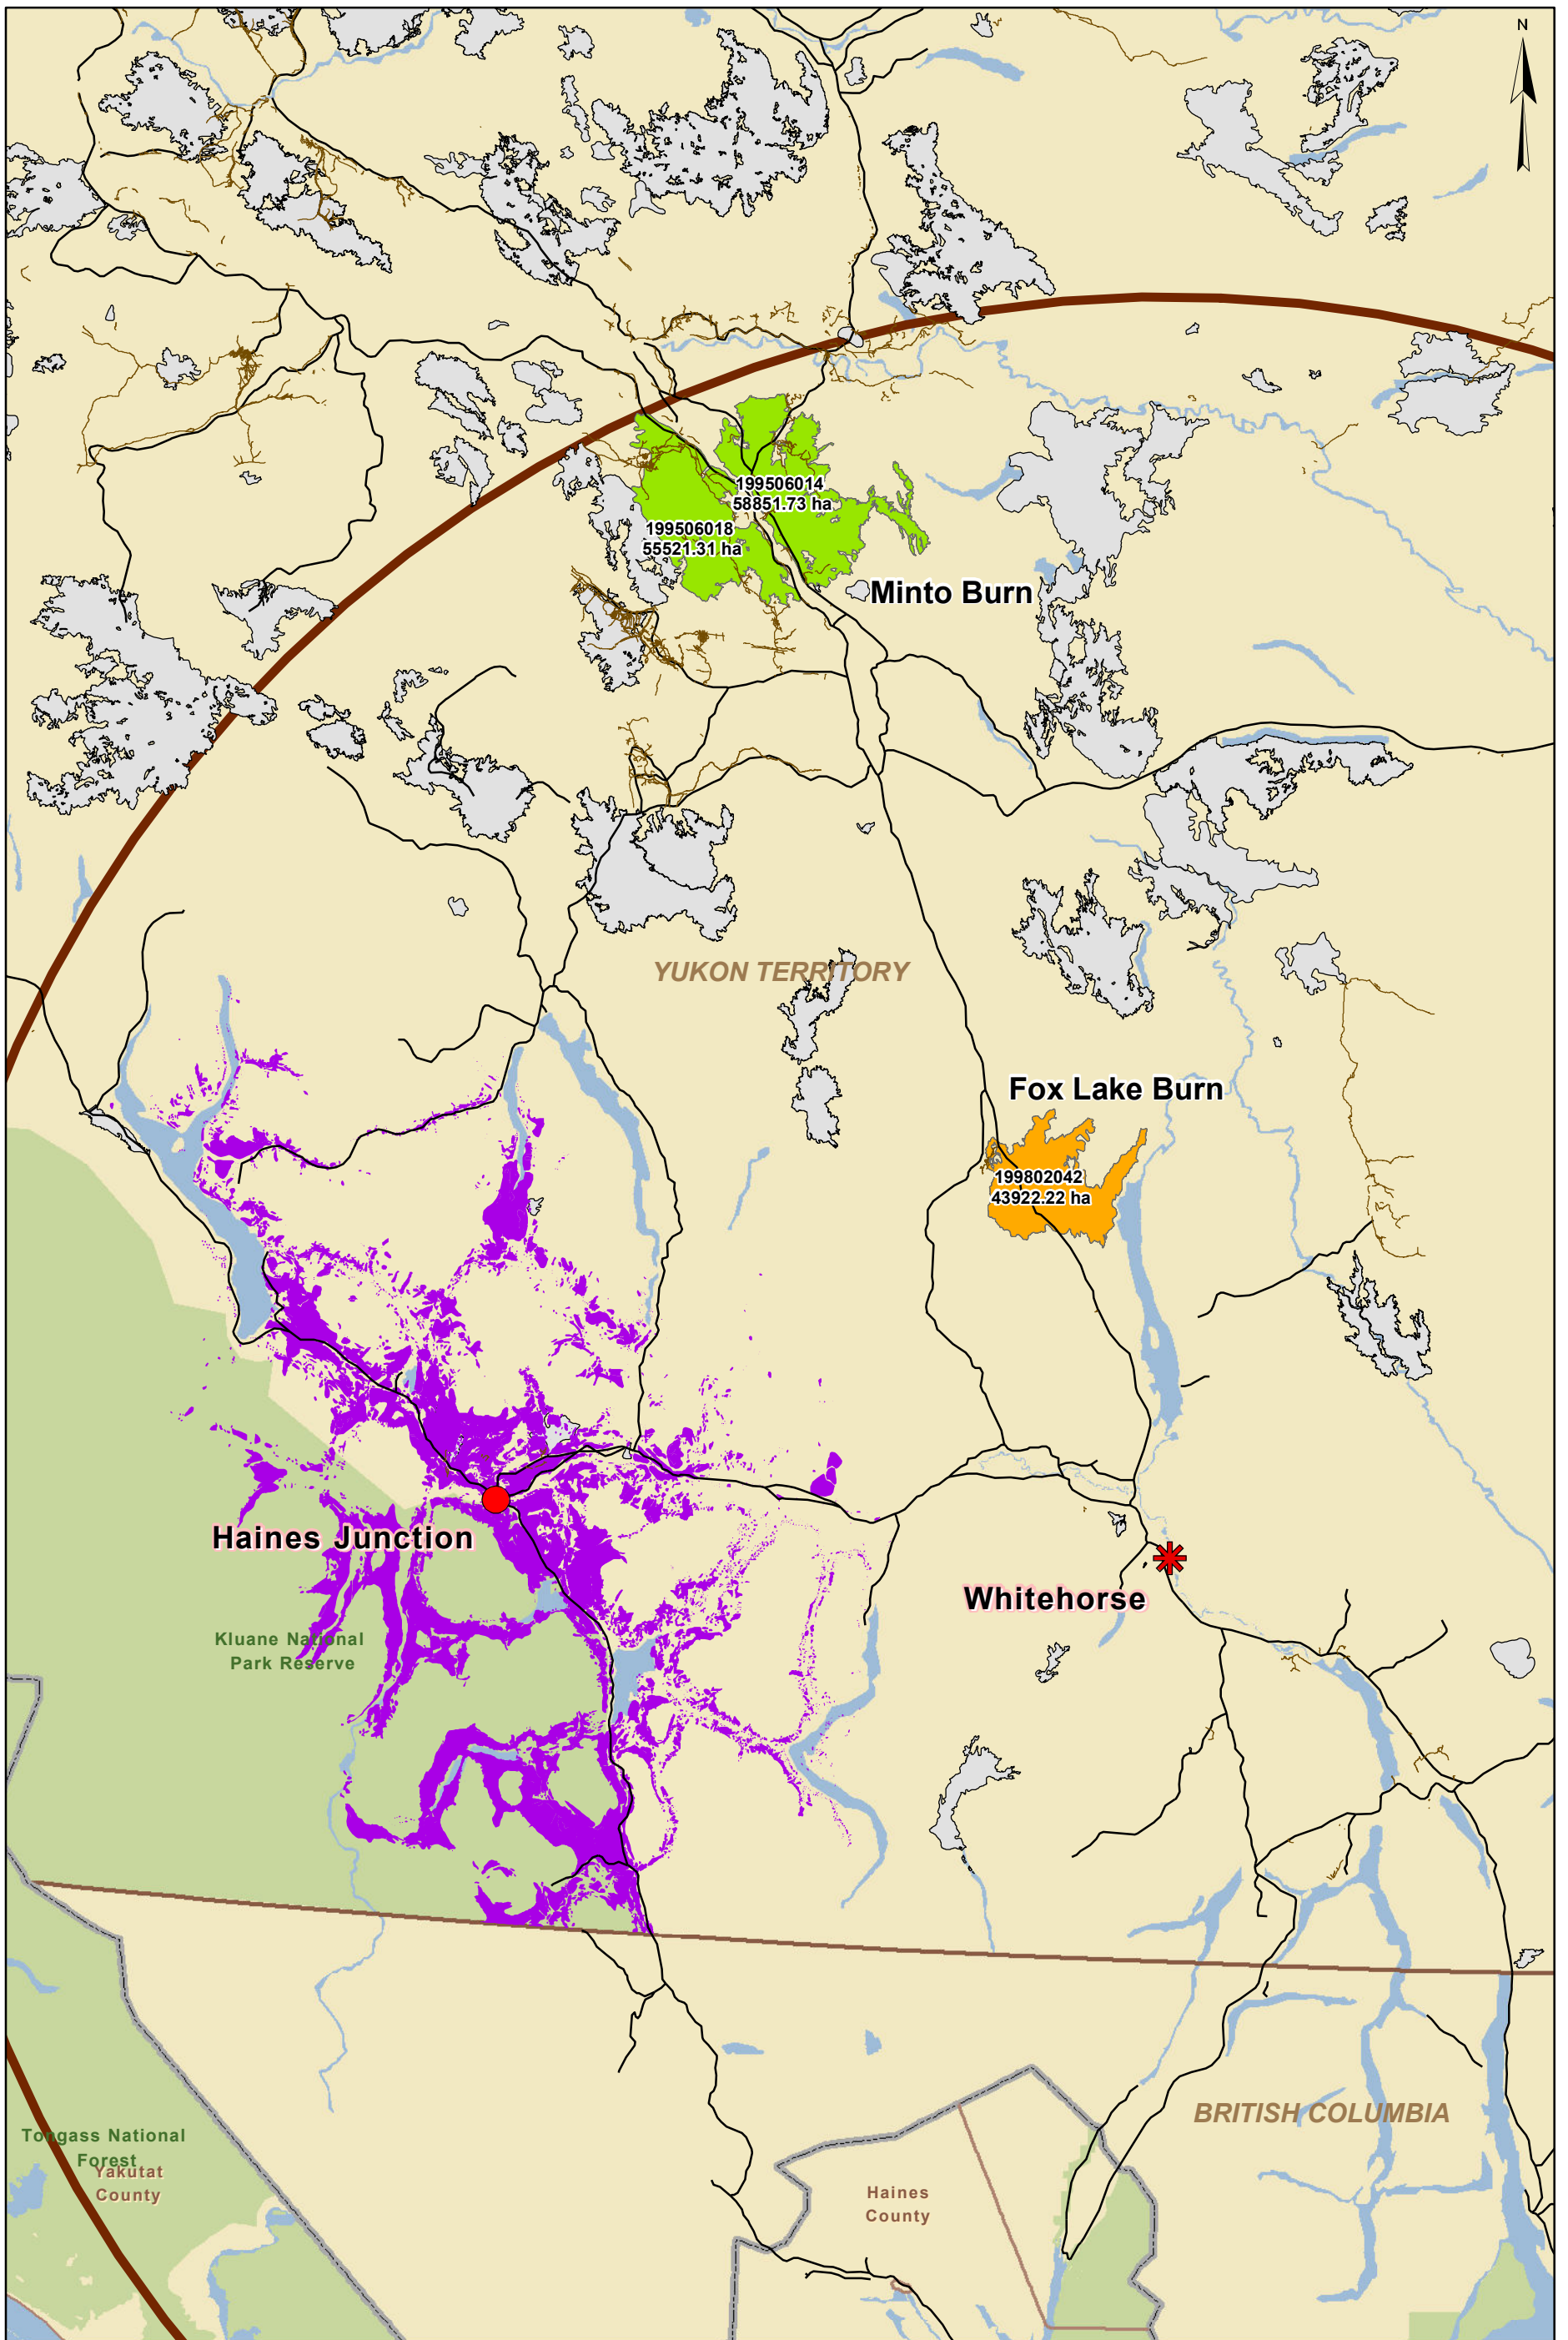 N
199506014
58851.73 ha
199506018
55521.31 ha
Minto Burn
YUKON TERRITORY
Fox Lake Burn
199802042
43922.22 ha
Haines Junction
Whitehorse
Kluane National
Park Reserve
BRITISH COLUMBIA
Tongass National
Forest
Yakutat
County
Haines
County